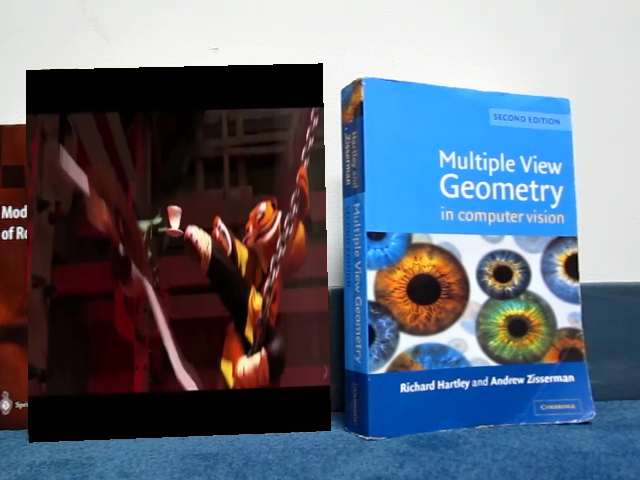 Mod
of Ro
Hartley and
Zisserman
Multiple View Geometry
SECOND EDITION
Multiple View
Geometry
in computer vision
Richard Hartley and Andrew Zisserman
CAMBRIDGE